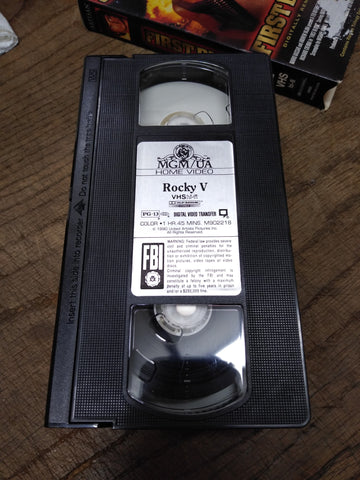 FIRST
FIRST
DIGITALLY
VHS
MGM/UA
HOME VIDEO
Rocky V
VHS
PG-13
DIGITAL VIDEO TRANSFER
COLOR • 1 HR. 45 MINS. M902216
© 1990 United Artists Pictures Inc.
All Rights Reserved.
FBI
WARNING: Federal law provides severe
civil and criminal penalties for the
unauthorized reproduction, distribu-
tion or exhibition of copyrighted mo-
tion pictures, video tapes or video
discs.
Criminal copyright infringement is
investigated by the FBI and may
constitute a felony with a maximum
penalty of up to five years in prison
and/or a $250,000 fine.
Insert this side into recorder
Do not touch the tape inside